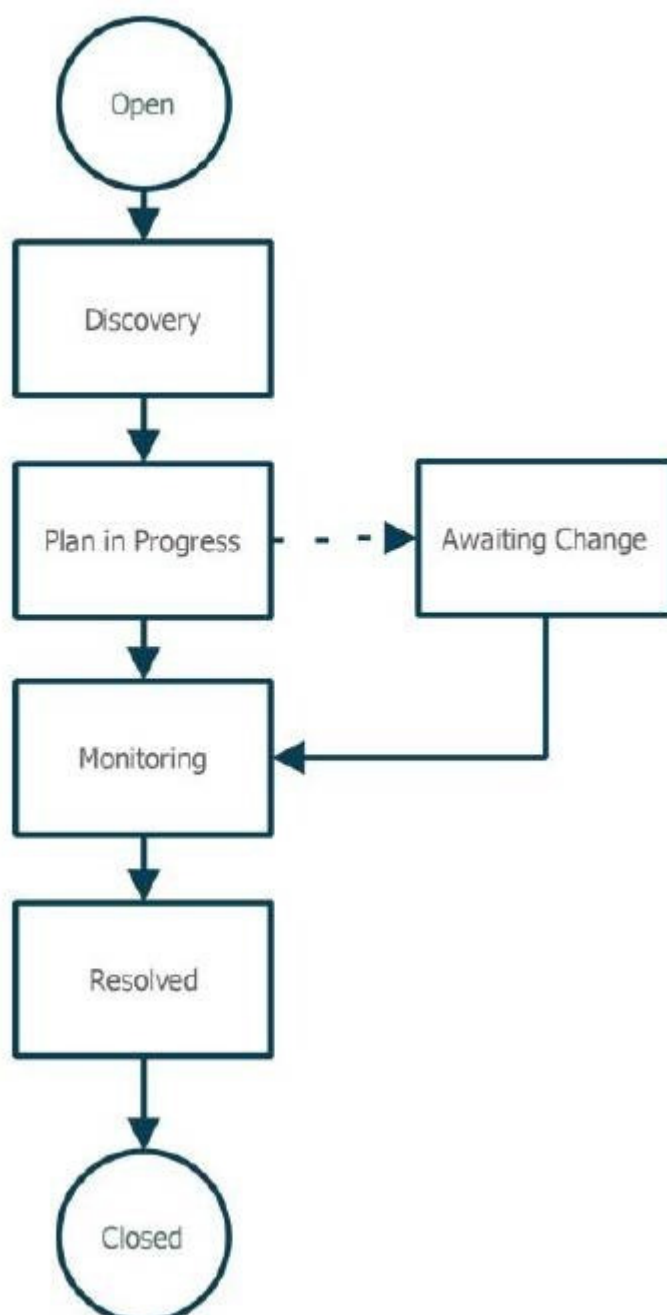 Open
Discovery
Plan in Progress
Awaiting Change
Monitoring
Resolved
Closed